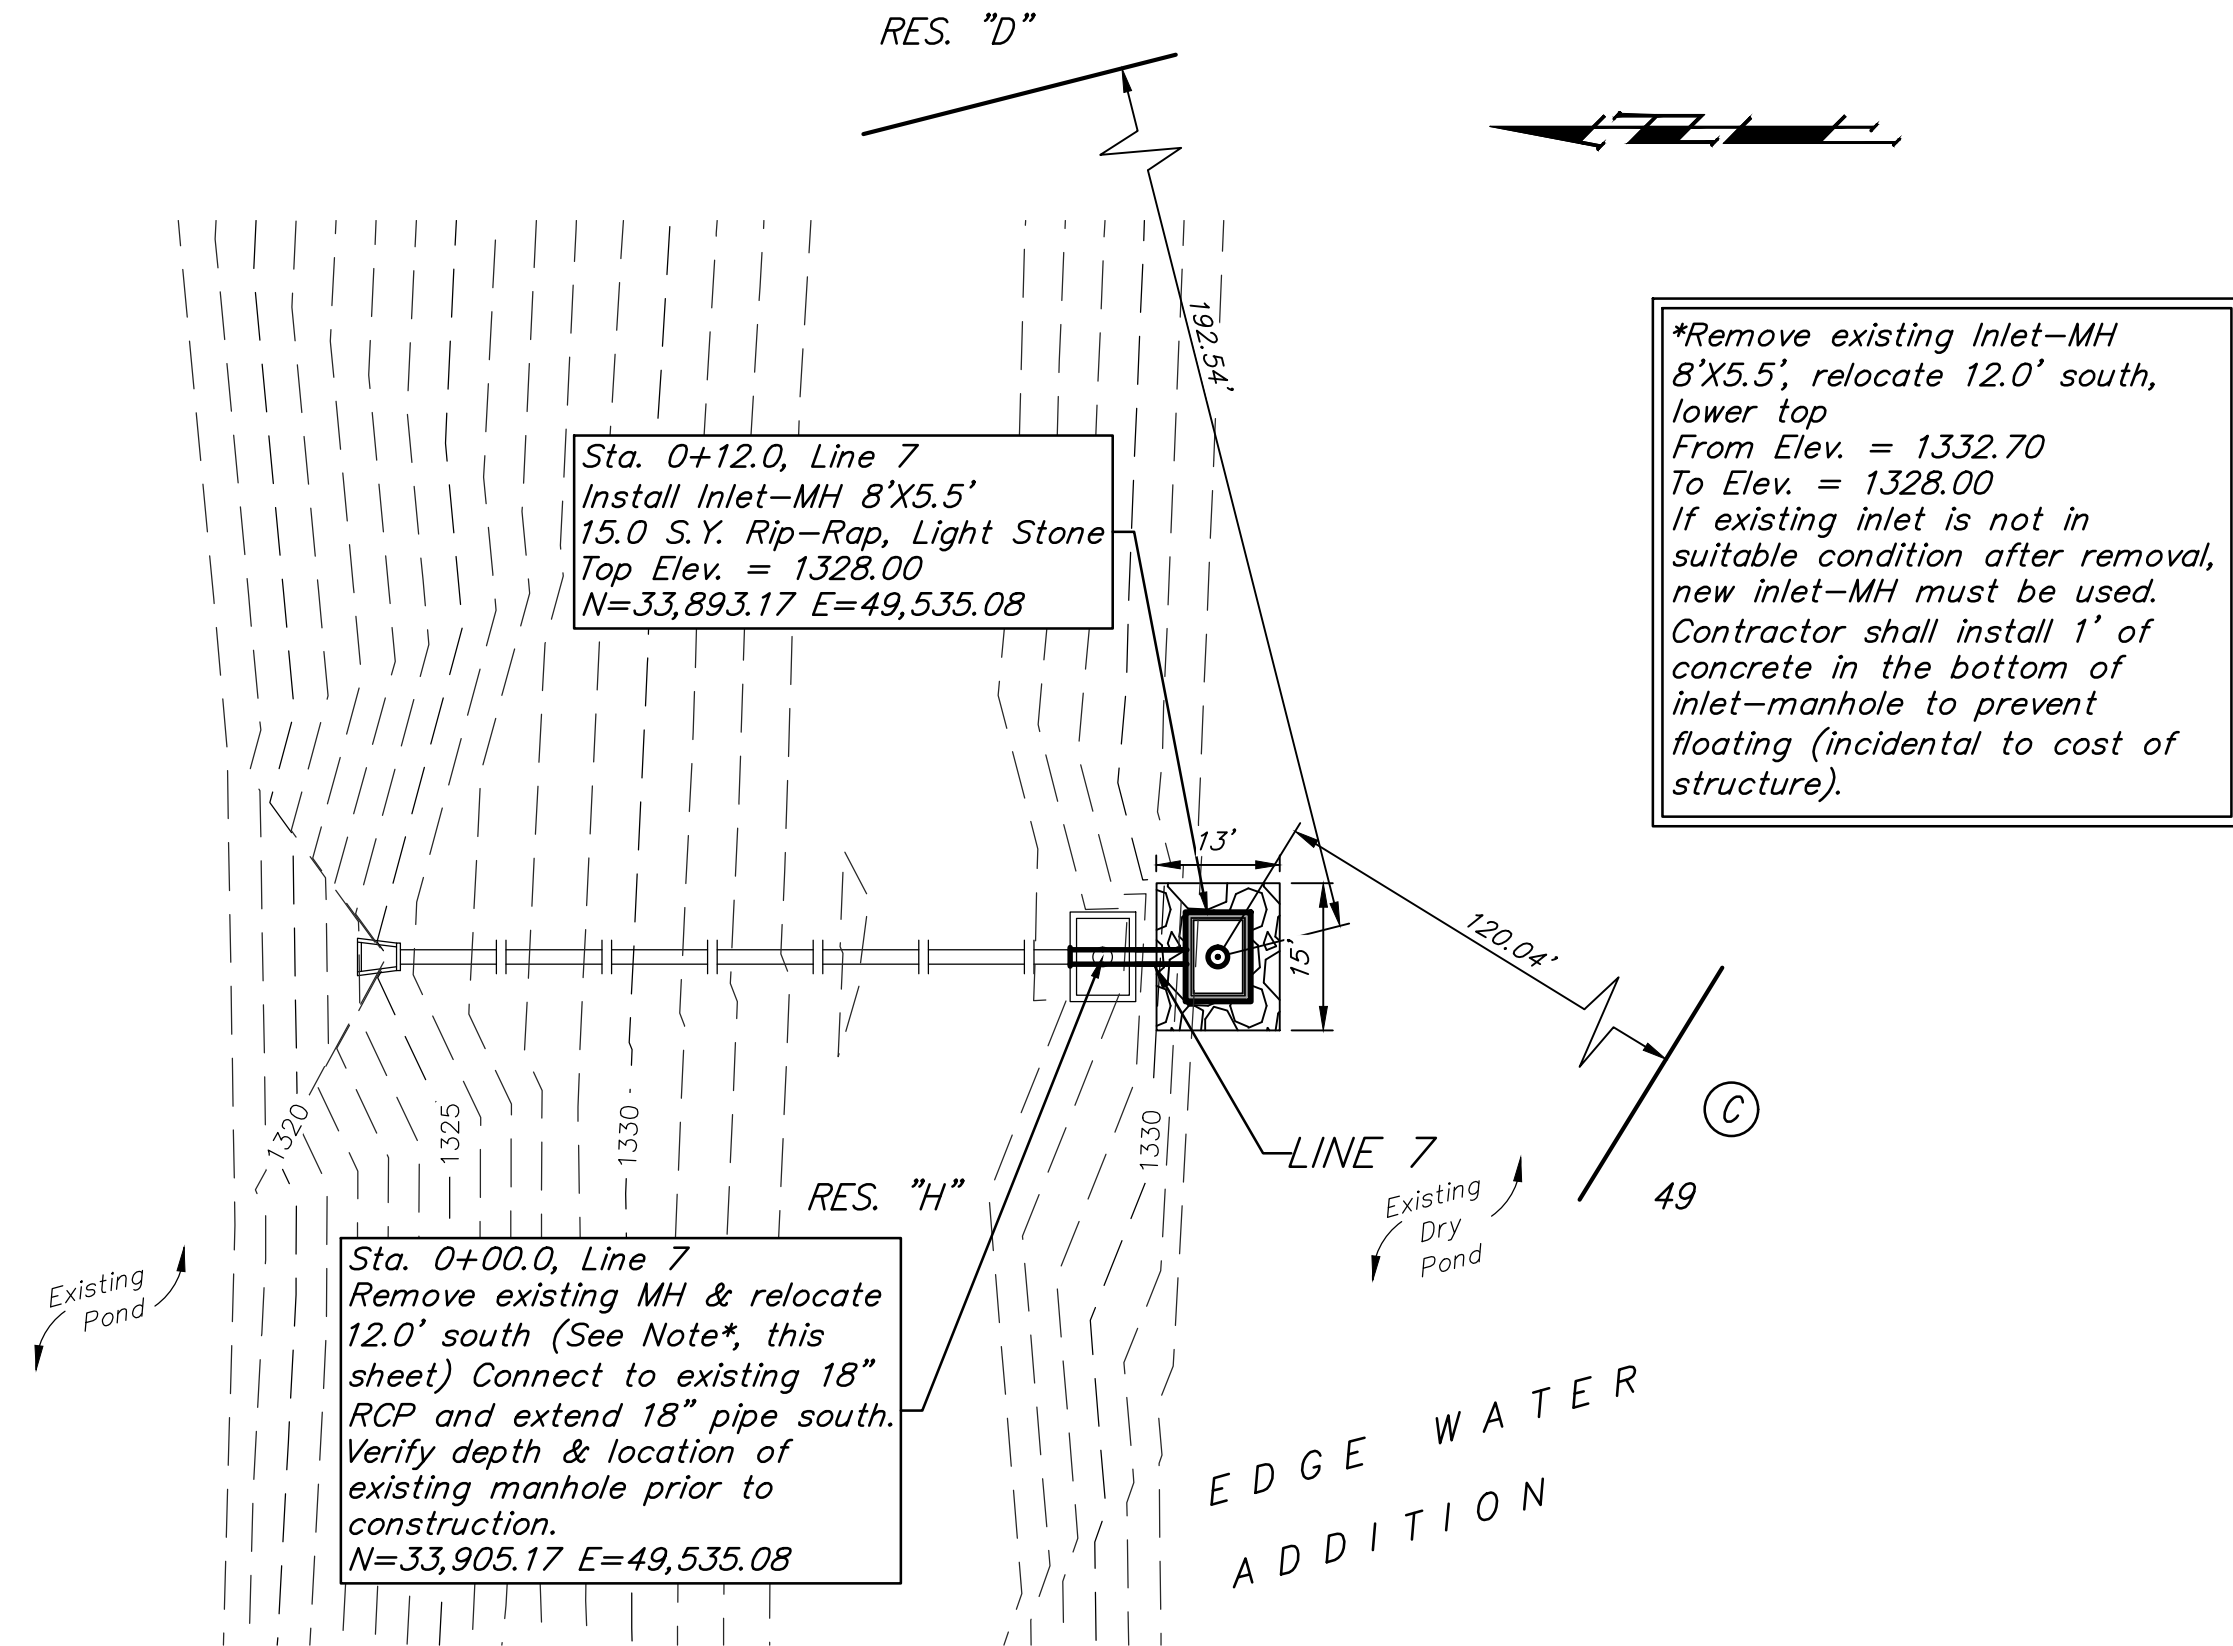 RES. "D"
192.54'
*Remove existing Inlet-MH
8'X5.5', relocate 12.0' south,
lower top
From Elev. = 1332.70
To Elev. = 1328.00
If existing inlet is not in
suitable condition after removal,
new inlet-MH must be used.
Contractor shall install 1' of
concrete in the bottom of
inlet-manhole to prevent
floating (incidental to cost of
structure).
Sta. 0+12.0, Line 7
Install Inlet-MH 8'X5.5'
15.0 S.Y. Rip-Rap, Light Stone
Top Elev. = 1328.00
N=33,893.17 E=49,535.08
13'
15'
120.04'
1320
1325
1330
1330
LINE 7
C
49
RES. "H"
Existing
Dry
Pond
Existing
Pond
Sta. 0+00.0, Line 7
Remove existing MH & relocate
12.0' south (See Note*, this
sheet) Connect to existing 18"
RCP and extend 18" pipe south.
Verify depth & location of
existing manhole prior to
construction.
N=33,905.17 E=49,535.08
EDGE WATER
ADDITION